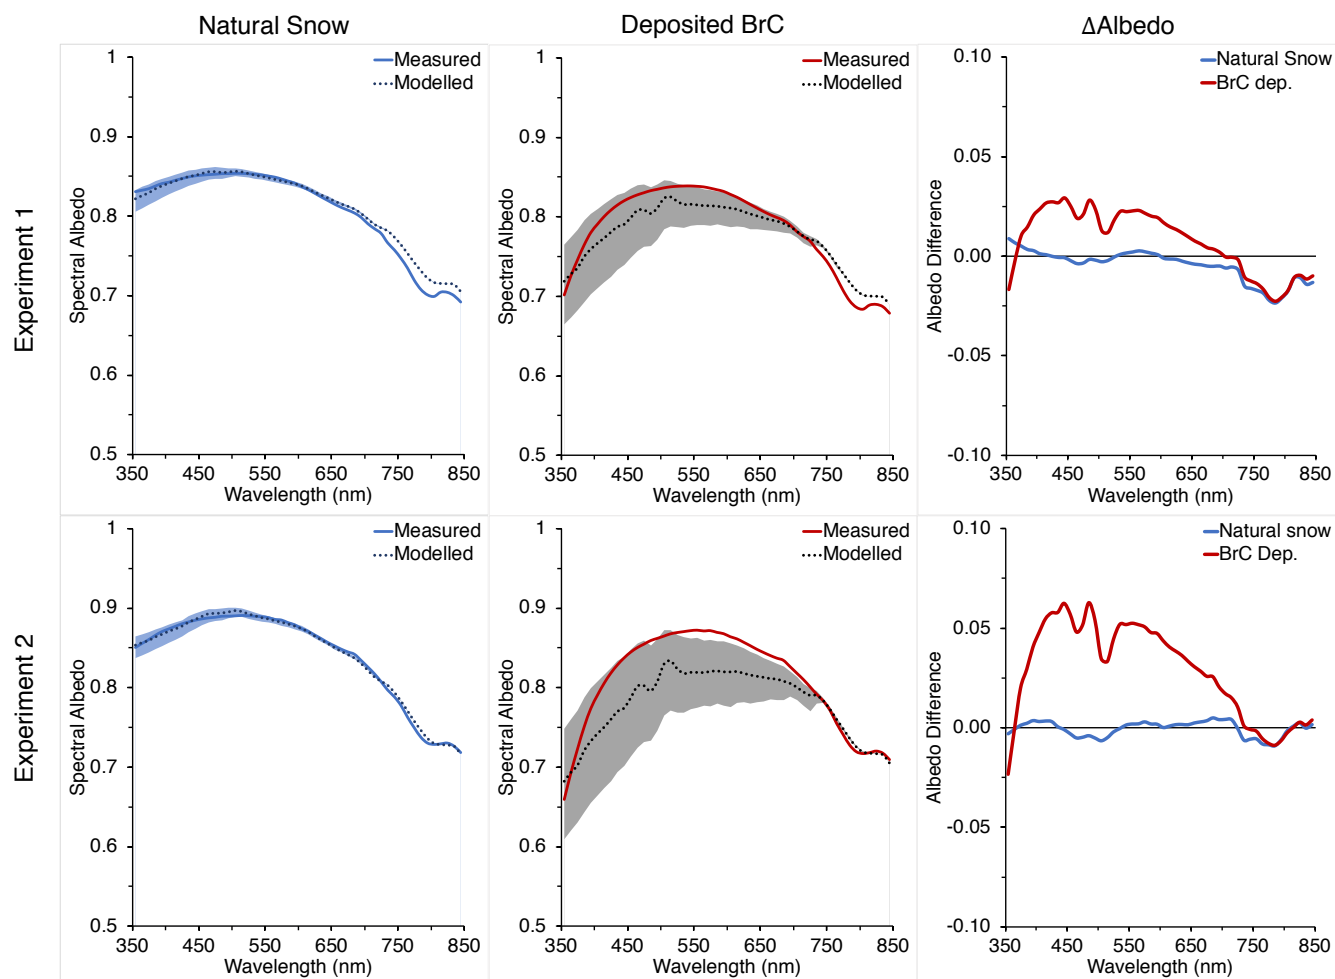 Natural Snow
Deposited BrC
ΔAlbedo
Experiment 1
Spectral Albedo
1
0.9
0.8
0.7
0.6
0.5
350 450 550 650 750 850
Wavelength (nm)
Measured
Modelled
Spectral Albedo
1
0.9
0.8
0.7
0.6
0.5
350 450 550 650 750 850
Wavelength (nm)
Measured
Modelled
Albedo Difference
0.10
0.05
0.00
-0.05
-0.10
350 450 550 650 750 850
Wavelength (nm)
Natural Snow
BrC dep.
Experiment 2
Spectral Albedo
1
0.9
0.8
0.7
0.6
0.5
350 450 550 650 750 850
Wavelength (nm)
Measured
Modelled
Spectral Albedo
1
0.9
0.8
0.7
0.6
0.5
350 450 550 650 750 850
Wavelength (nm)
Measured
Modelled
Albedo Difference
0.10
0.05
0.00
-0.05
-0.10
350 450 550 650 750 850
Wavelength (nm)
Natural snow
BrC Dep.